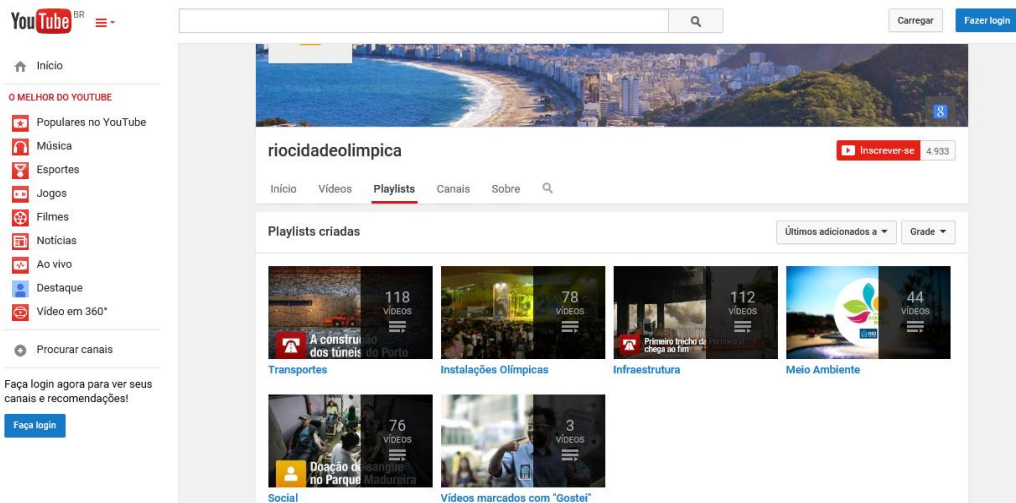 YouTube BR
Carregar
Fazer login
Início
O MELHOR DO YOUTUBE
Populares no YouTube
Música
Esportes
Jogos
Filmes
Notícias
Ao vivo
Destaque
Vídeo em 360°
Procurar canais
Faça login agora para ver seus
canais e recomendações!
Faça login
8
riocidadeolimpica
Inscrever-se 4.933
Início Vídeos Playlists Canais Sobre
Playlists criadas
Últimos adicionados a
Grade
118
VÍDEOS
A construção
dos túneis do Porto
Transportes
78
VÍDEOS
Instalações Olímpicas
112
VÍDEOS
Primeiro trecho da Perimetral
chega ao fim
Infraestrutura
44
VÍDEOS
Meio Ambiente
76
VÍDEOS
Doação de sangue
no Parque Madureira
Social
3
VÍDEOS
Vídeos marcados com "Gostei"